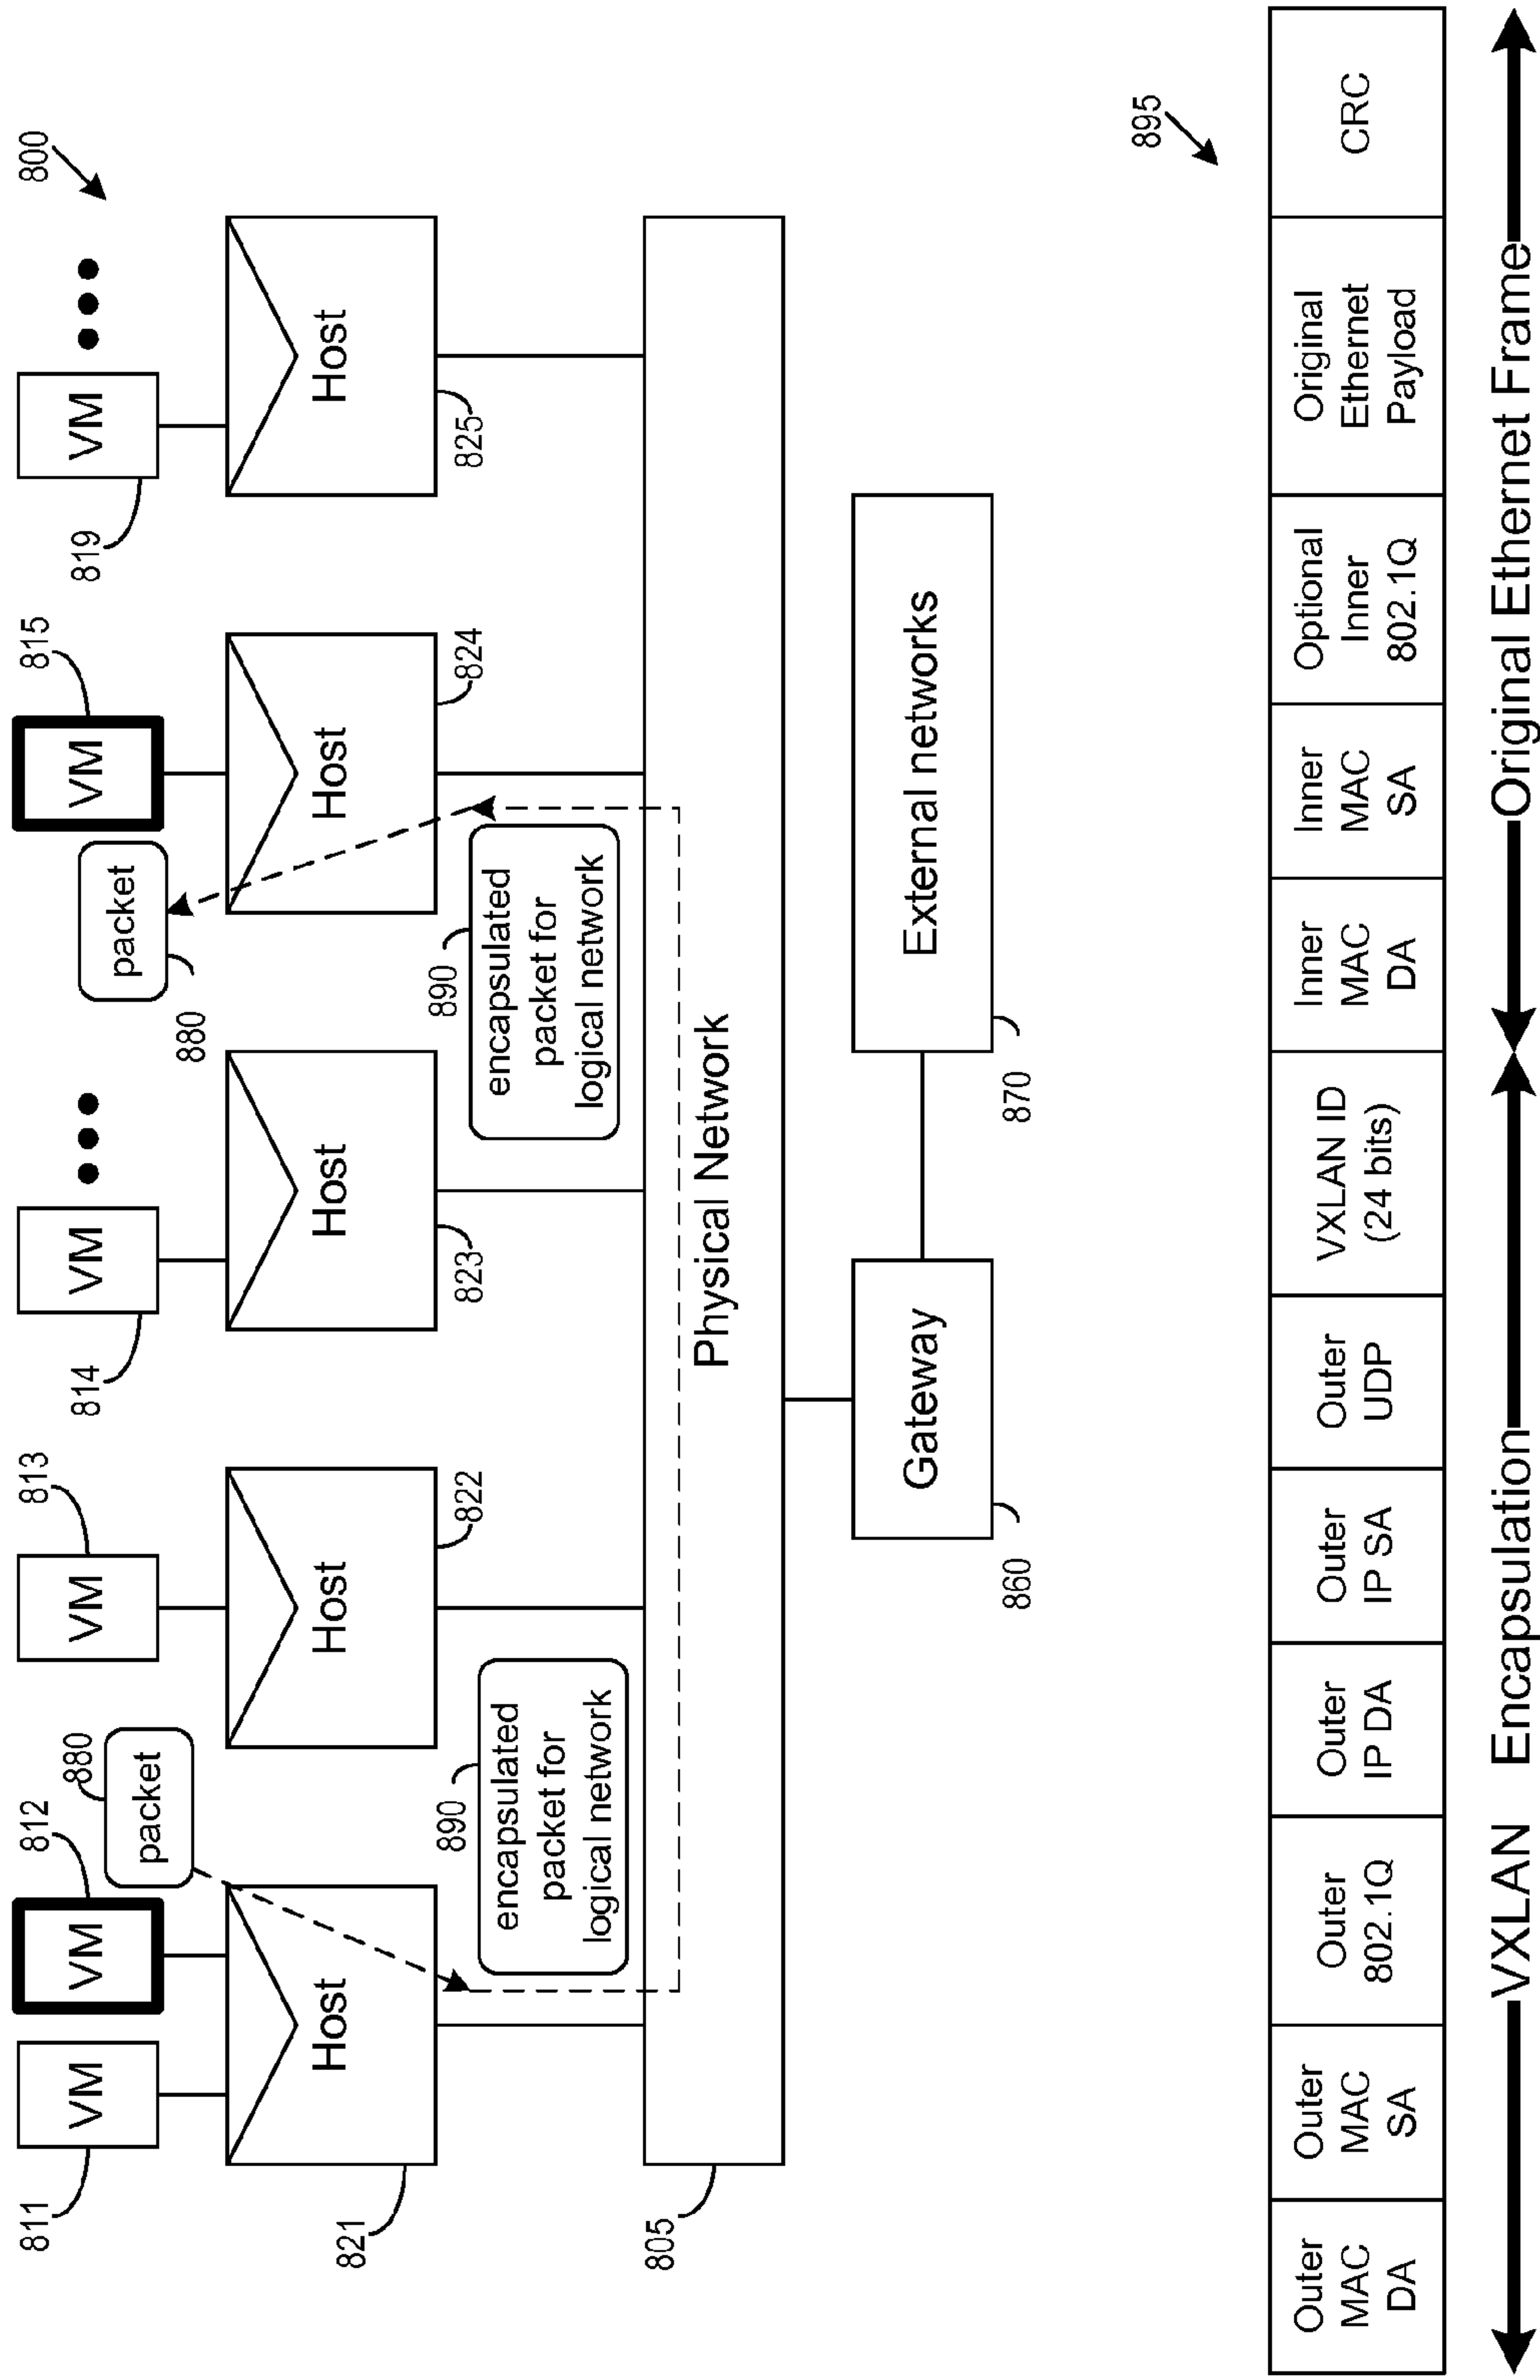 800
811
812
813
814
815
819
VM
VM
VM
VM
VM
VM
880
packet
880
packet
Host
Host
Host
Host
Host
821
822
823
824
825
890
encapsulated
packet for
logical network
890
encapsulated
packet for
logical network
805
Physical Network
Gateway
External networks
860
870
895
Outer
MAC
DA
Outer
MAC
SA
Outer
802.1Q
Outer
IP DA
Outer
IP SA
Outer
UDP
VXLAN ID
(24 bits)
Inner
MAC
DA
Inner
MAC
SA
Optional
Inner
802.1Q
Original
Ethernet
Payload
CRC
VXLAN Encapsulation
Original Ethernet Frame